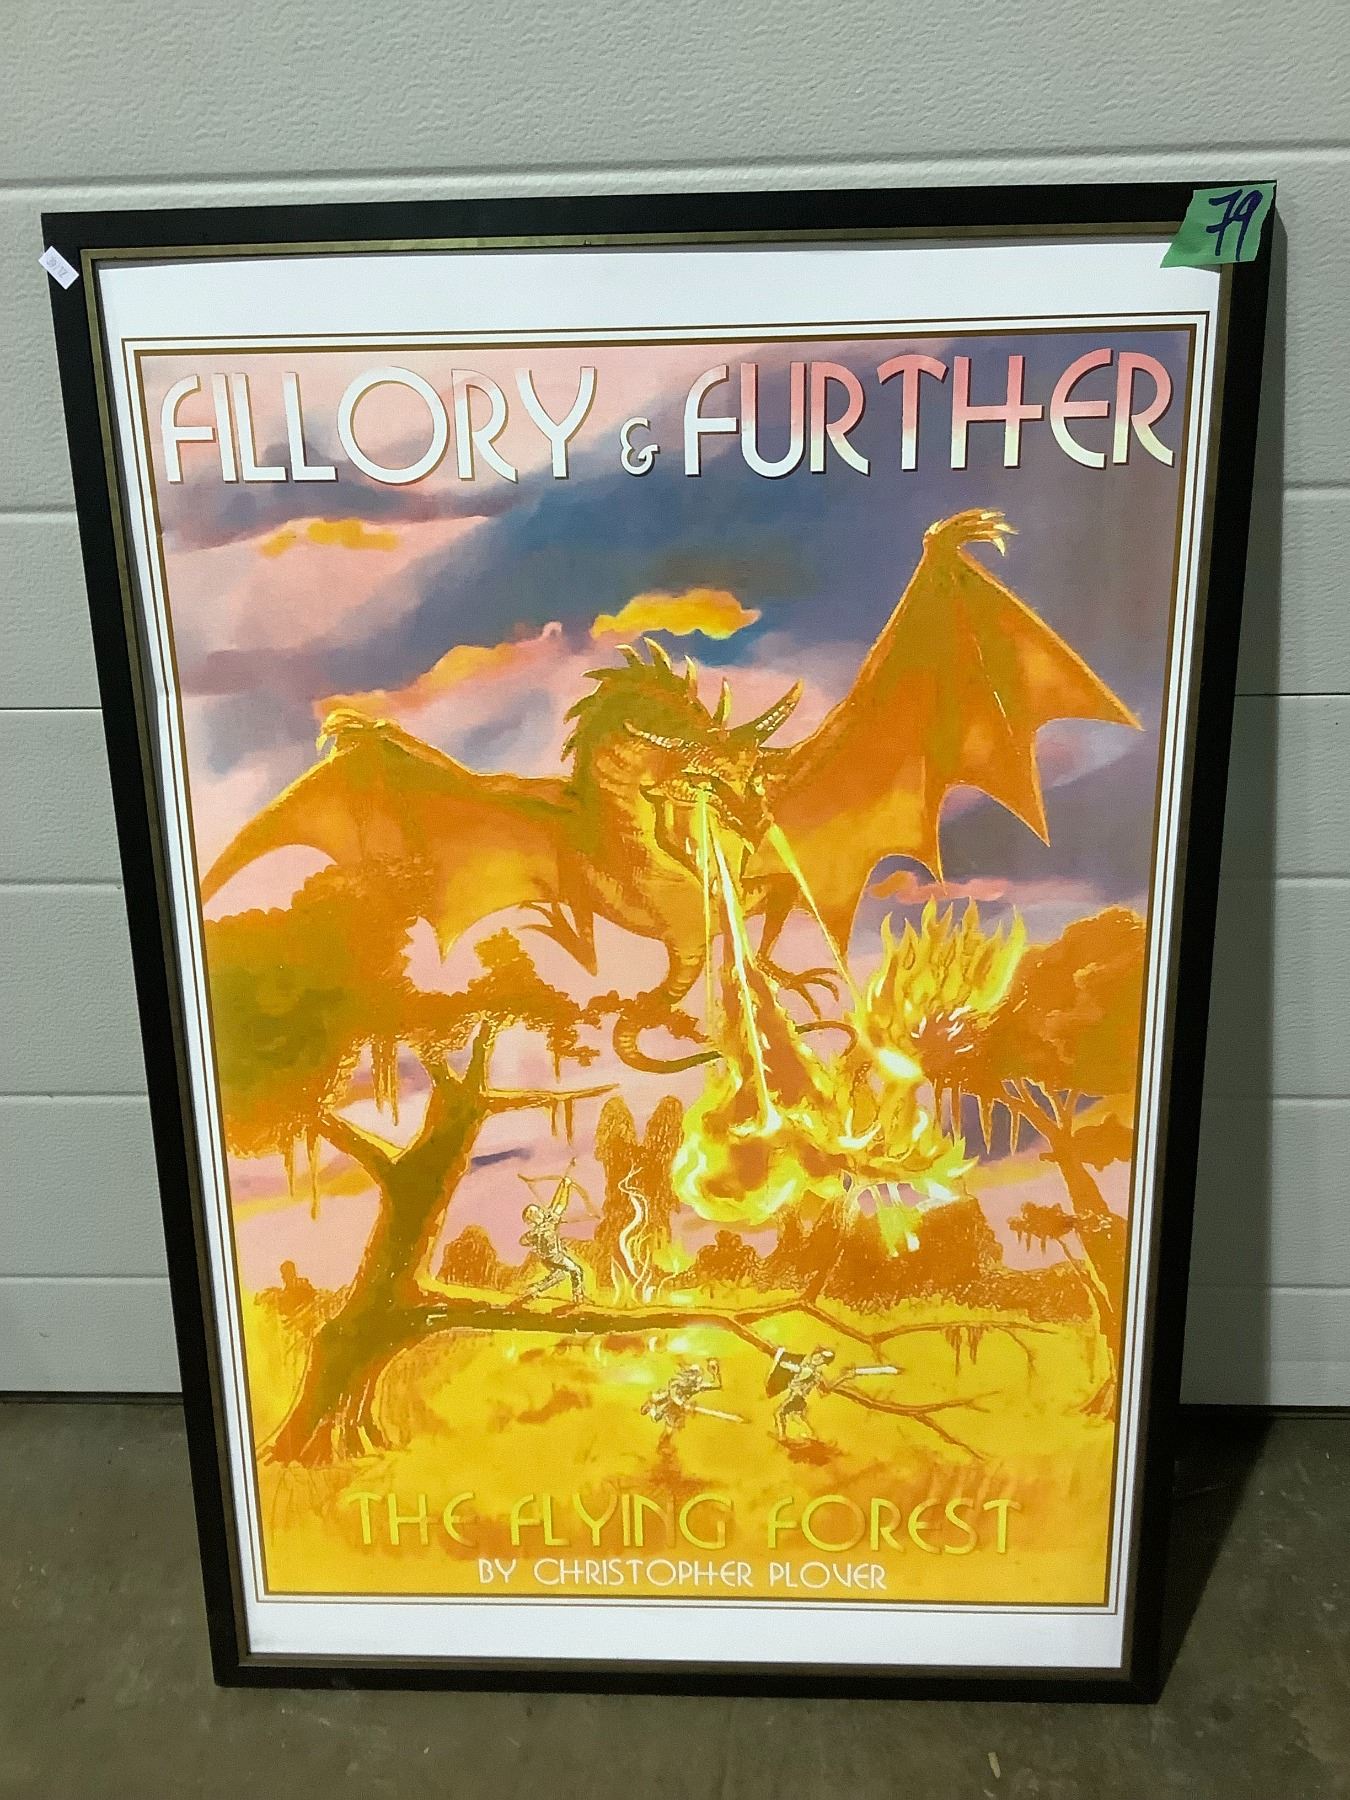 79
FILLORY & FURTHER
THE FLYING FOREST
BY CHRISTOPHER PLOVER